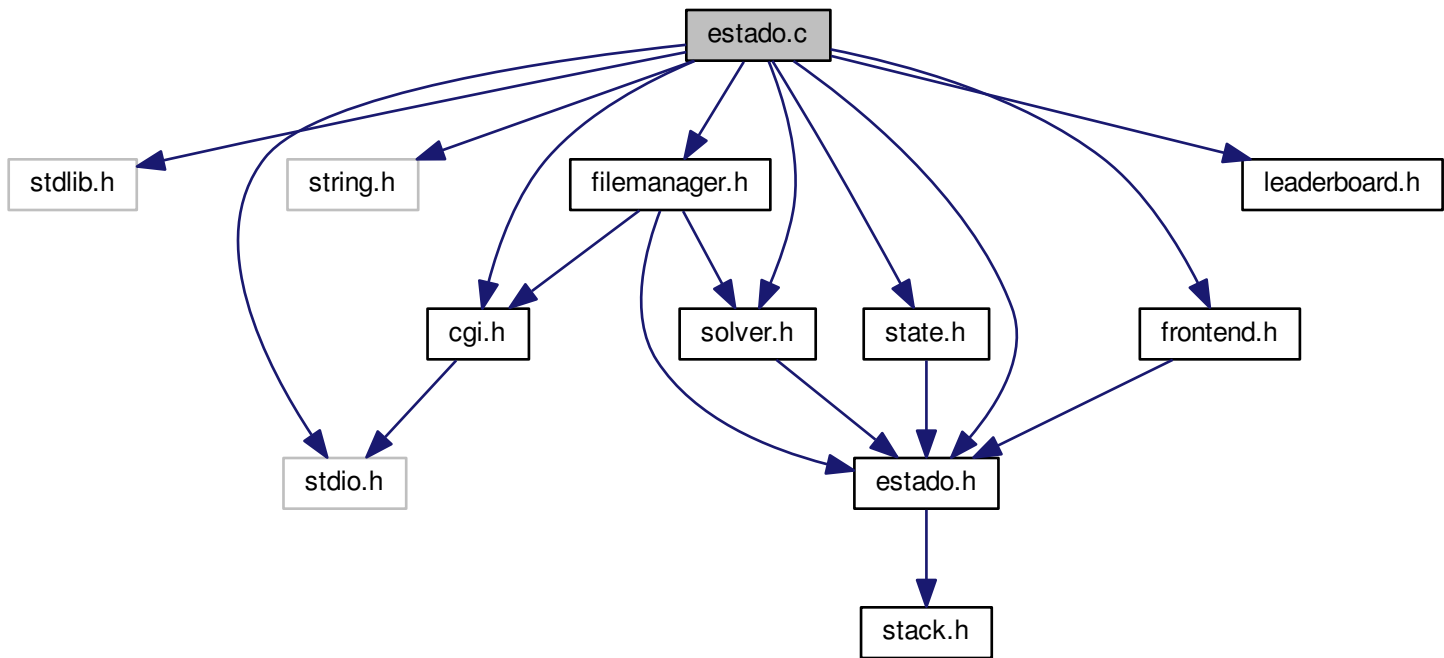 estado.c
stdlib.h
string.h
filemanager.h
leaderboard.h
cgi.h
solver.h
state.h
frontend.h
stdio.h
estado.h
stack.h